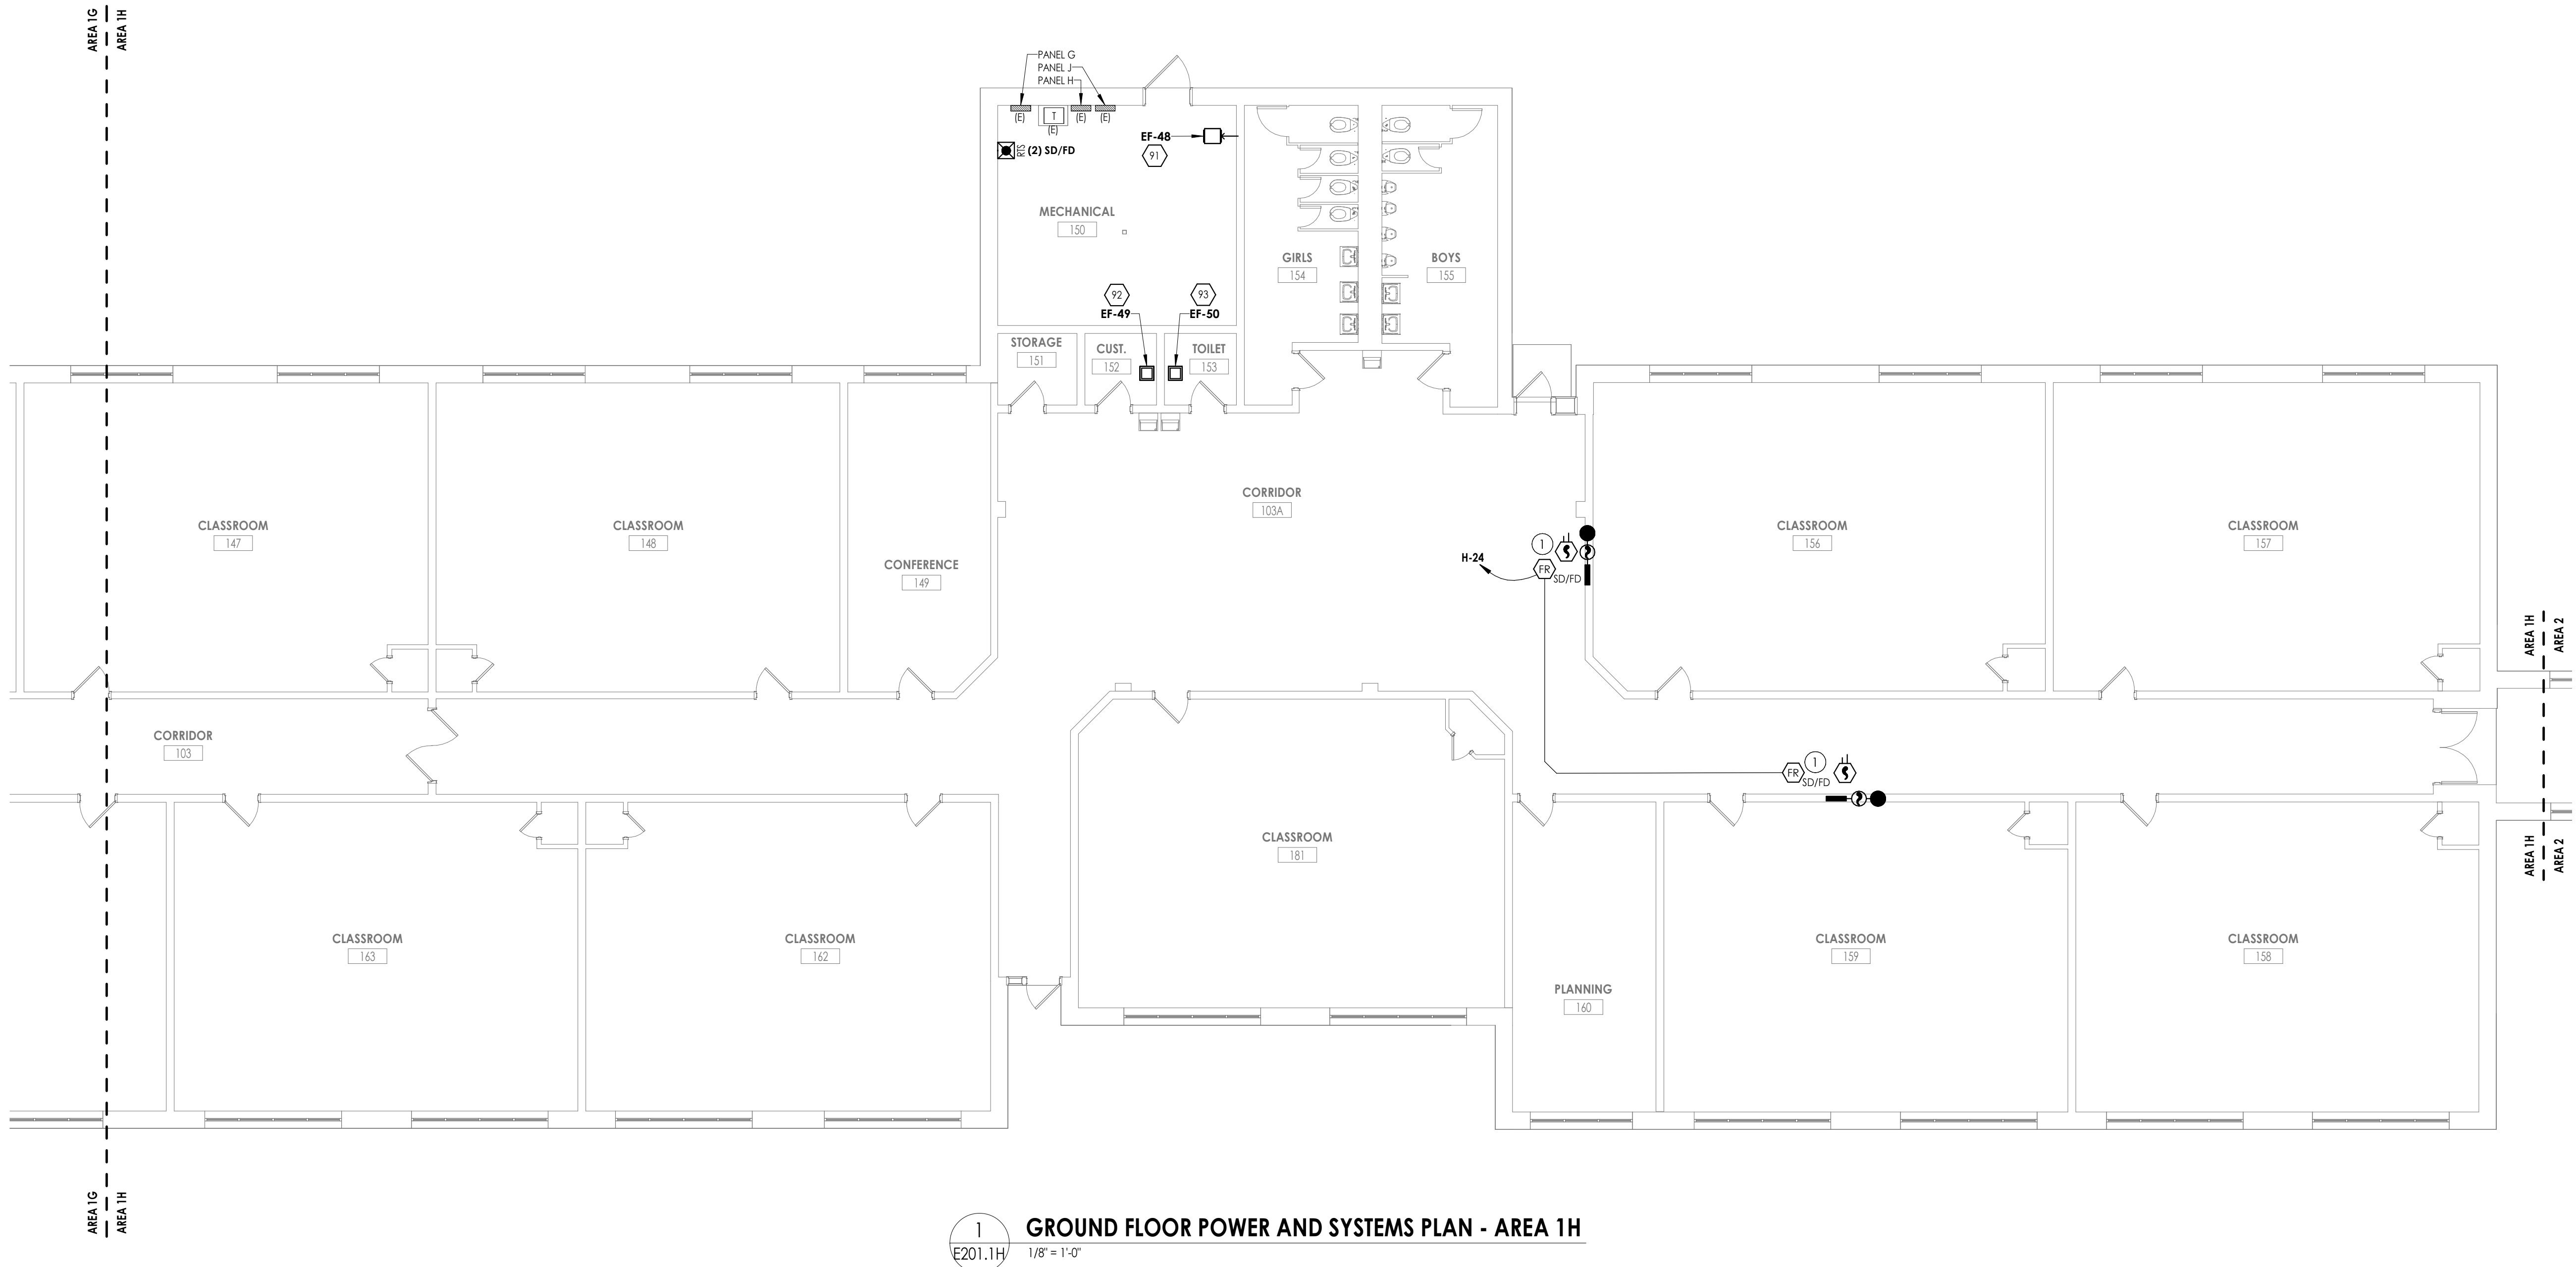 AREA 1G
AREA 1H
PANEL G
PANEL J
PANEL H
(E)
T
(E)
(E)
(E)
RTS
(2) SD/FD
EF-48
91
MECHANICAL
150
GIRLS
154
BOYS
155
92
EF-49
93
EF-50
STORAGE
151
CUST.
152
TOILET
153
CLASSROOM
147
CLASSROOM
148
CONFERENCE
149
CORRIDOR
103A
H-24
1
FR
SD/FD
CLASSROOM
156
CLASSROOM
157
AREA 1H
AREA 2
CORRIDOR
103
FR
1
SD/FD
CLASSROOM
181
AREA 1H
AREA 2
CLASSROOM
163
CLASSROOM
162
PLANNING
160
CLASSROOM
159
CLASSROOM
158
AREA 1G
AREA 1H
1
E201.1H
GROUND FLOOR POWER AND SYSTEMS PLAN - AREA 1H
1/8" = 1'-0"